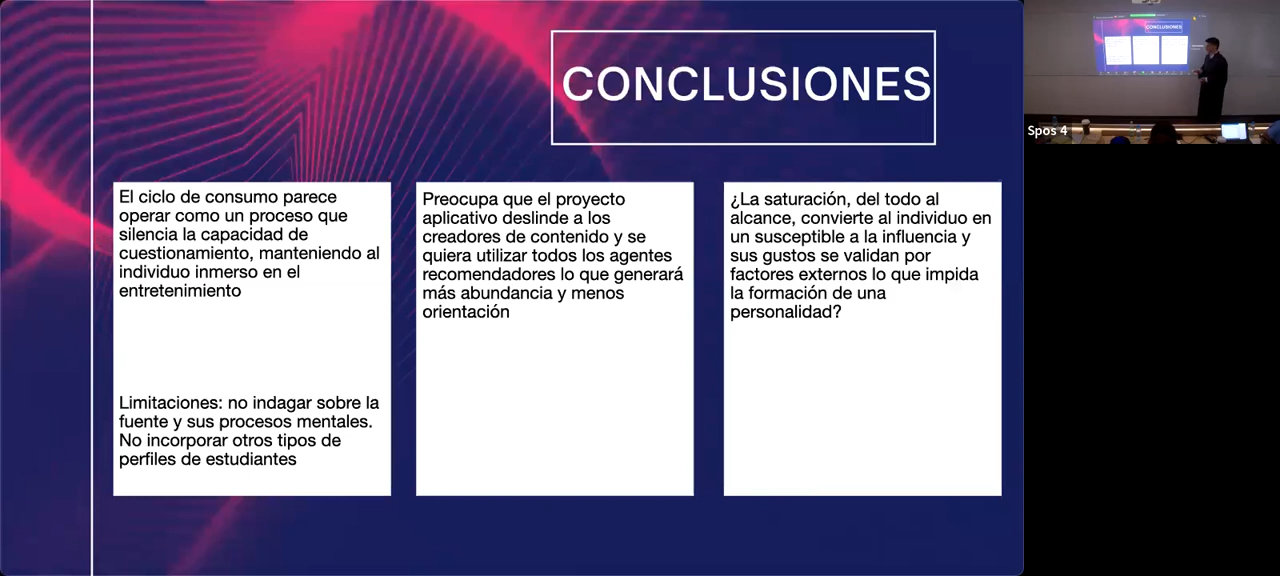 CONCLUSIONES
El ciclo de consumo parece
operar como un proceso que
silencia la capacidad de
cuestionamiento, manteniendo al
individuo inmerso en el
entretenimiento
Limitaciones: no indagar sobre la
fuente y sus procesos mentales.
No incorporar otros tipos de
perfiles de estudiantes
Preocupa que el proyecto
aplicativo deslinde a los
creadores de contenido y se
quiera utilizar todos los agentes
recomendadores lo que generará
más abundancia y menos
orientación
¿La saturación, del todo al
alcance, convierte al individuo en
un susceptible a la influencia y
sus gustos se validan por
factores externos lo que impida
la formación de una
personalidad?
CONCLUSIONES
Spos 4